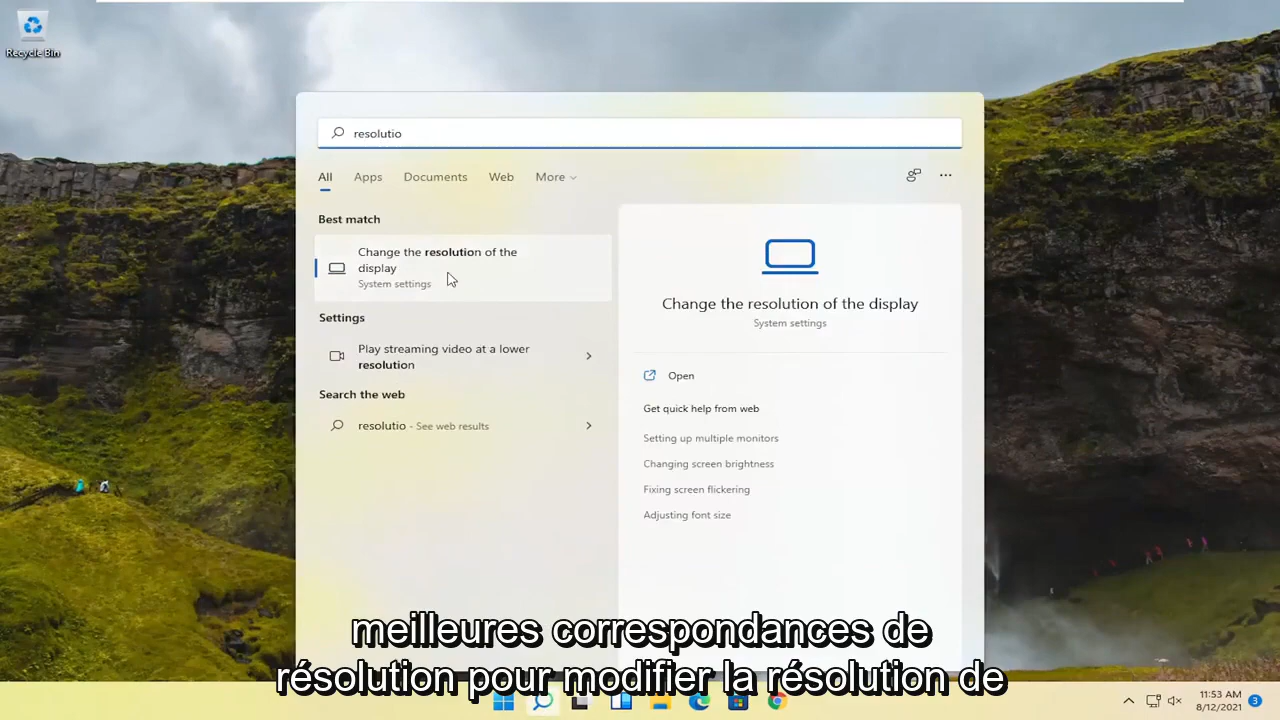 Recycle Bin
resolutio
All Apps Documents Web More
Best match
Change the resolution of the
display
System settings
Settings
Play streaming video at a lower
resolution
Search the web
resolutio - See web results
Change the resolution of the display
System settings
Open
Get quick help from web
Setting up multiple monitors
Changing screen brightness
Fixing screen flickering
Adjusting font size
meilleures correspondances de
résolution pour modifier la résolution de
11:53 AM
8/12/2021
3